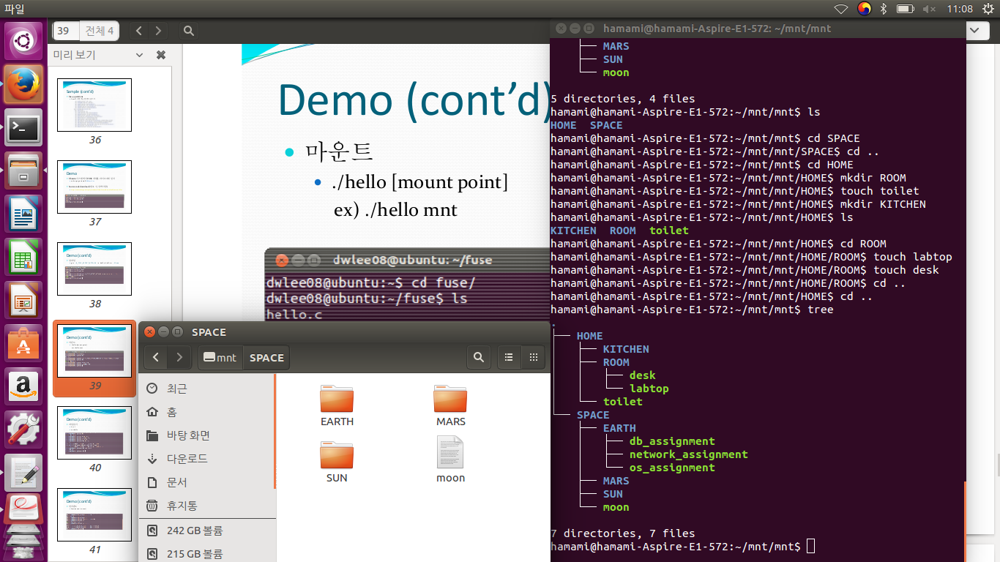 파일
11:08
39
전체 4
미리 보기
Sample (cont'd)
36
Demo
37
Demo (cont'd)
38
Demo (cont'd)
39
Demo (cont'd)
40
Demo (cont'd)
41
Demo (cont’d)
마운트
./hello [mount point]
ex) ./hello mnt
dwlee08@ubuntu: ~/fuse
dwlee08@ubuntu:~$ cd fuse/
dwlee08@ubuntu:~/fuse$ ls
hello.c
SPACE
mnt
SPACE
최근
홈
바탕 화면
다운로드
문서
휴지통
242 GB 볼륨
215 GB 볼륨
EARTH
MARS
SUN
moon
hamami@hamami-Aspire-E1-572: ~/mnt/mnt
MARS
SUN
moon
5 directories, 4 files
hamami@hamami-Aspire-E1-572:~/mnt/mnt$ ls
HOME SPACE
hamami@hamami-Aspire-E1-572:~/mnt/mnt$ cd SPACE
hamami@hamami-Aspire-E1-572:~/mnt/mnt/SPACE$ cd ..
hamami@hamami-Aspire-E1-572:~/mnt/mnt$ cd HOME
hamami@hamami-Aspire-E1-572:~/mnt/mnt/HOME$ mkdir ROOM
hamami@hamami-Aspire-E1-572:~/mnt/mnt/HOME$ touch toilet
hamami@hamami-Aspire-E1-572:~/mnt/mnt/HOME$ mkdir KITCHEN
hamami@hamami-Aspire-E1-572:~/mnt/mnt/HOME$ ls
KITCHEN ROOM toilet
hamami@hamami-Aspire-E1-572:~/mnt/mnt/HOME$ cd ROOM
hamami@hamami-Aspire-E1-572:~/mnt/mnt/HOME/ROOM$ touch labtop
hamami@hamami-Aspire-E1-572:~/mnt/mnt/HOME/ROOM$ touch desk
hamami@hamami-Aspire-E1-572:~/mnt/mnt/HOME/ROOM$ cd ..
hamami@hamami-Aspire-E1-572:~/mnt/mnt/HOME$ cd ..
hamami@hamami-Aspire-E1-572:~/mnt/mnt$ tree
.
HOME
KITCHEN
ROOM
desk
labtop
toilet
SPACE
EARTH
db_assignment
network_assignment
os_assignment
MARS
SUN
moon
7 directories, 7 files
hamami@hamami-Aspire-E1-572:~/mnt/mnt$